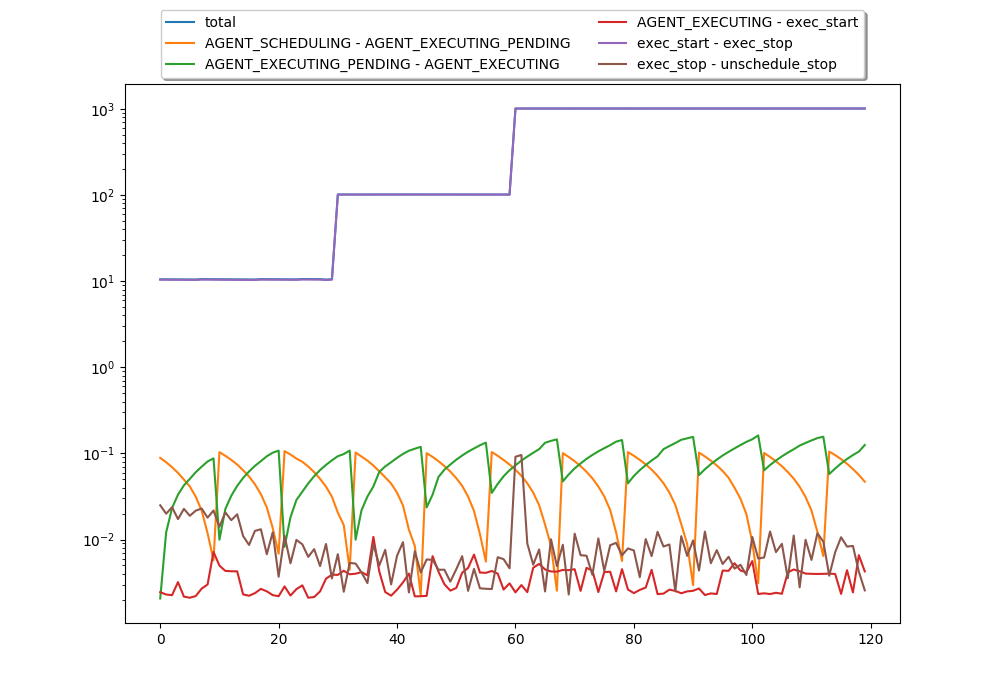 total
AGENT_SCHEDULING - AGENT_EXECUTING_PENDING
AGENT_EXECUTING_PENDING - AGENT_EXECUTING
AGENT_EXECUTING - exec_start
exec_start - exec_stop
exec_stop - unschedule_stop
10³
10²
10¹
10⁰
10⁻¹
10⁻²
0 20 40 60 80 100 120